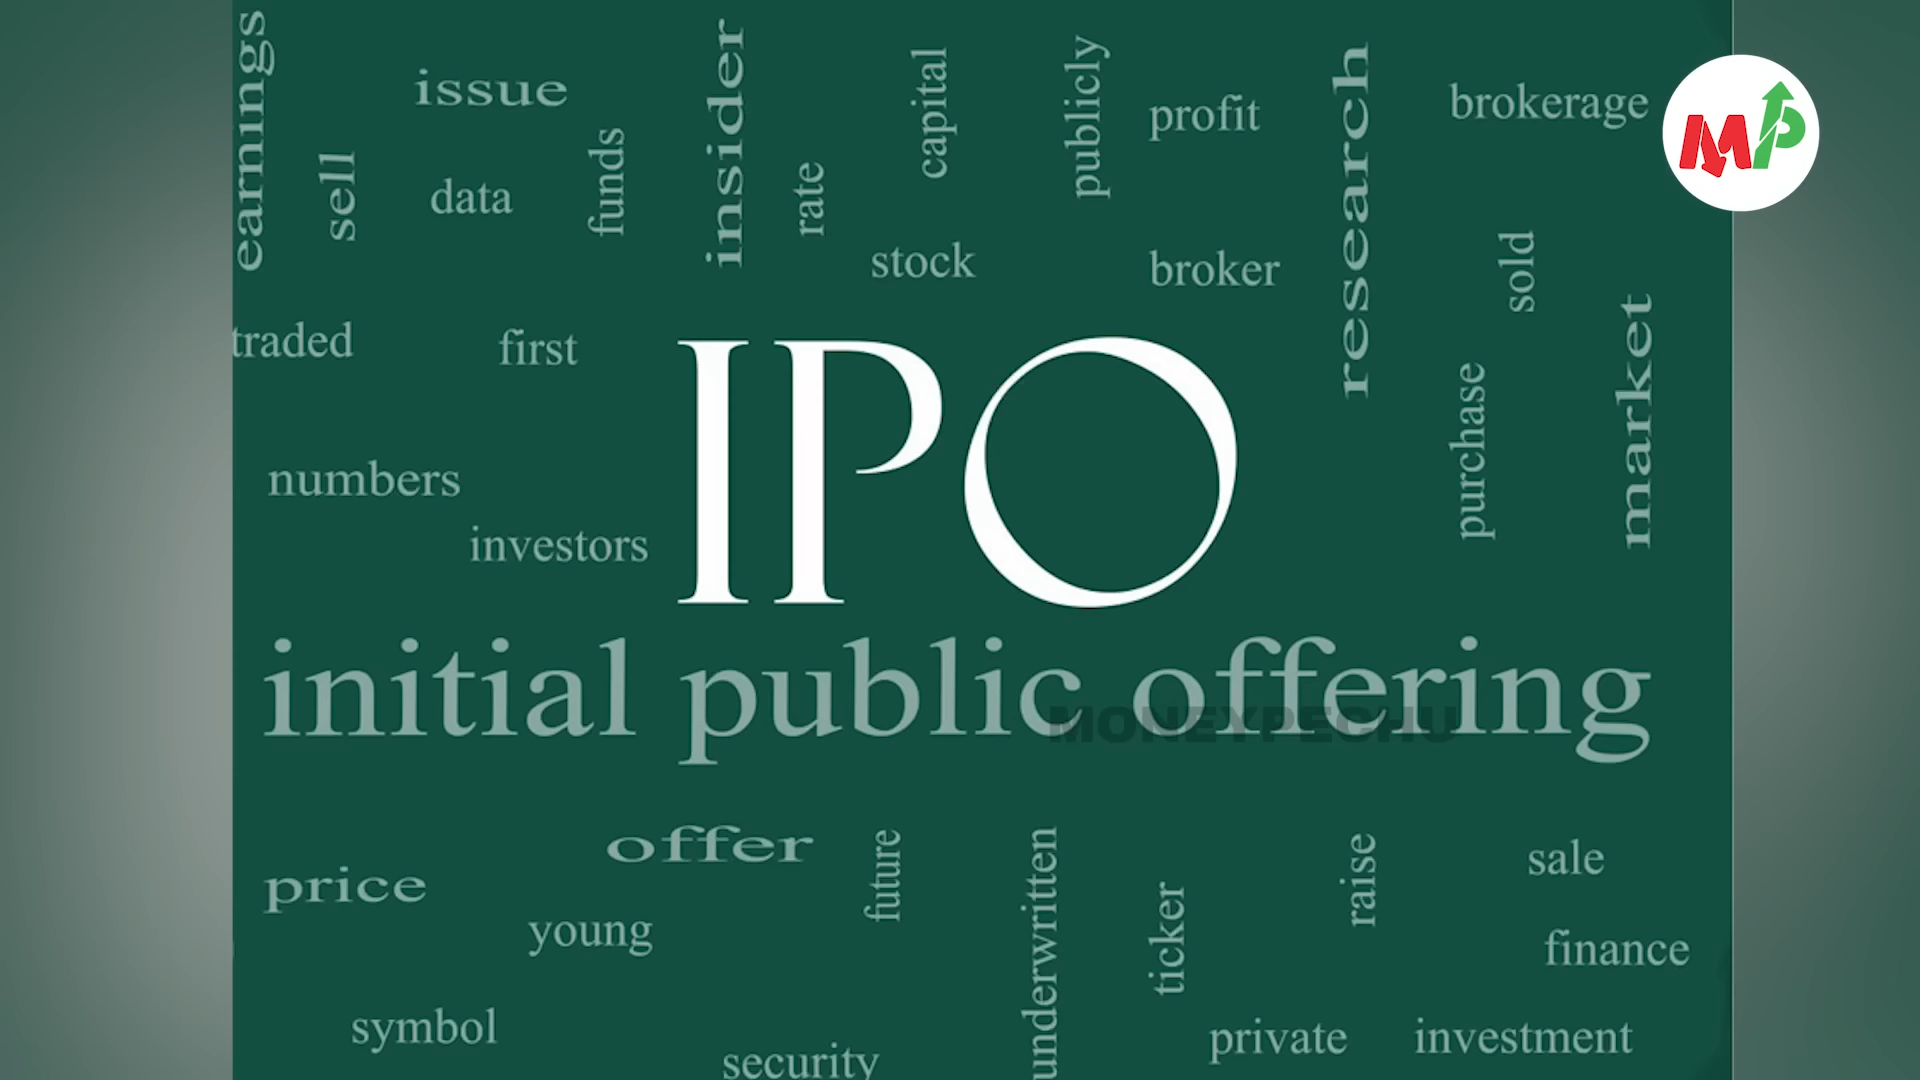 earnings
issue
sell
data
funds
insider
rate
capital
publicly
profit
research
brokerage
MP
stock
broker
sold
traded
first
IPO
purchase
market
numbers
investors
initial public offering
MONEYPECHU
offer
price
young
future
underwritten
ticker
raise
sale
finance
symbol
security
private
investment